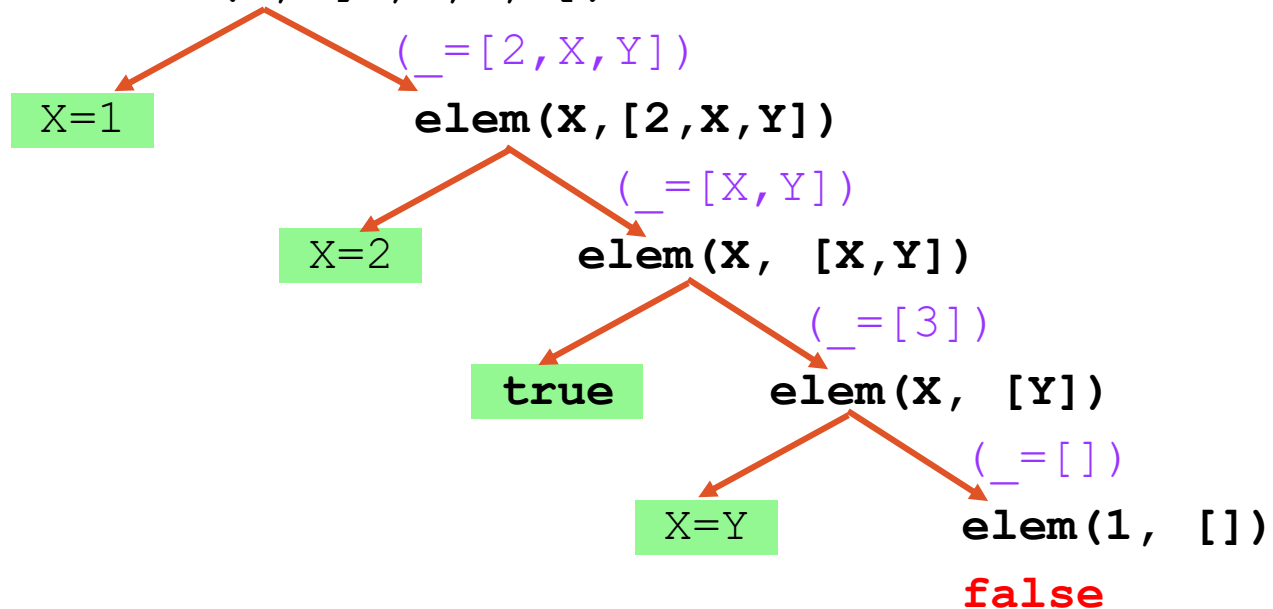 (_=[2,X,Y])
X=1
elem(X,[2,X,Y])
(_=[X,Y])
X=2
elem(X, [X,Y])
(_=[3])
true
elem(X, [Y])
(_=[])
X=Y
elem(1, [])
false